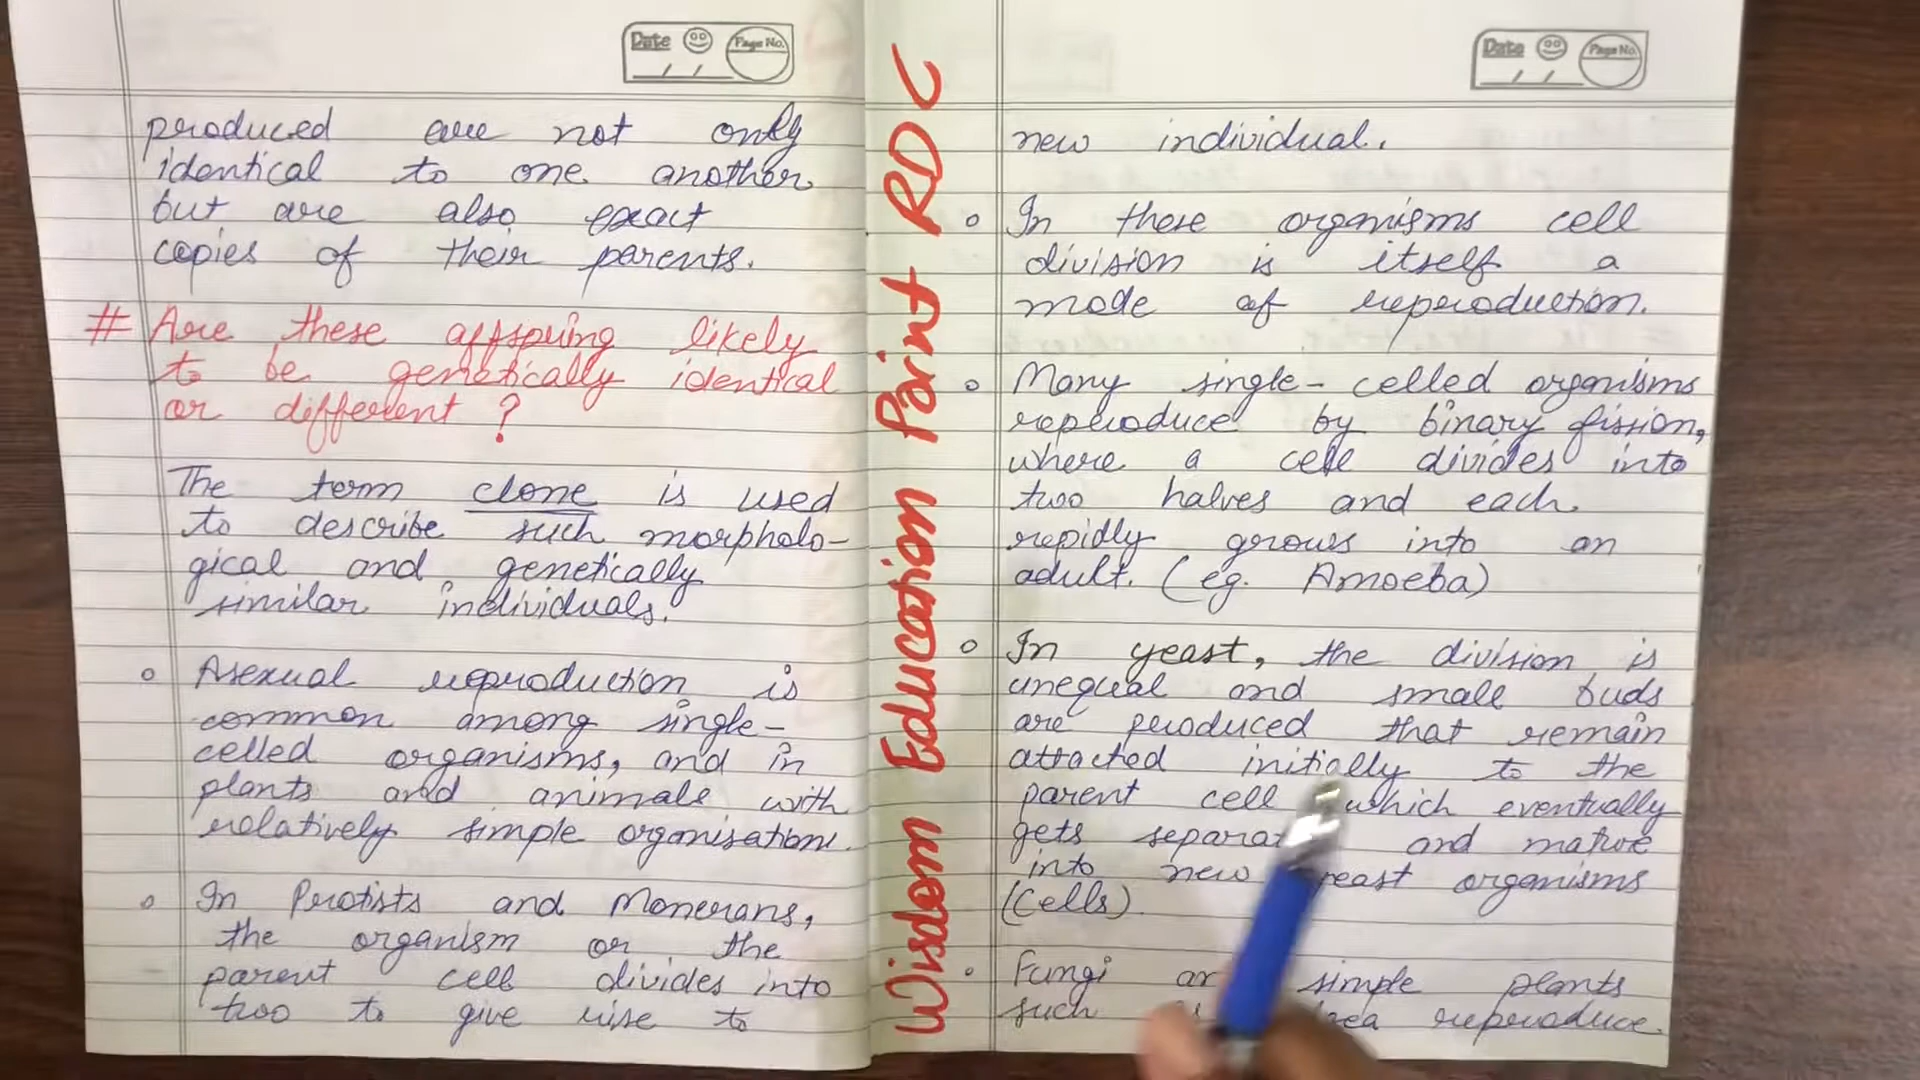 Date
Page No.
produced are not only
identical to one another
but are also exact
copies of their parents.
# Are these offspring likely
to be genetically identical
or different ?
The term clone is used
to describe such morpholo-
gical and genetically
similar individuals.
Asexual reproduction is
common among single-
celled organisms, and in
plants and animals with
relatively simple organisations.
In Protists and Monerans,
the organism or the
parent cell divides into
two to give rise to
Wisdom Education Point RDC
Date
Page No.
new individual.
In these organisms cell
division is itself a
mode of reproduction.
Many single-celled organisms
reproduce by binary fission,
where a cell divides into
two halves and each
rapidly grows into an
adult. (eg. Amoeba)
In yeast, the division is
unequal and small buds
are produced that remain
attached initially to the
parent cell which eventually
gets and mature
into new organisms
(Cells).
Fungi simple plants
such reproduce